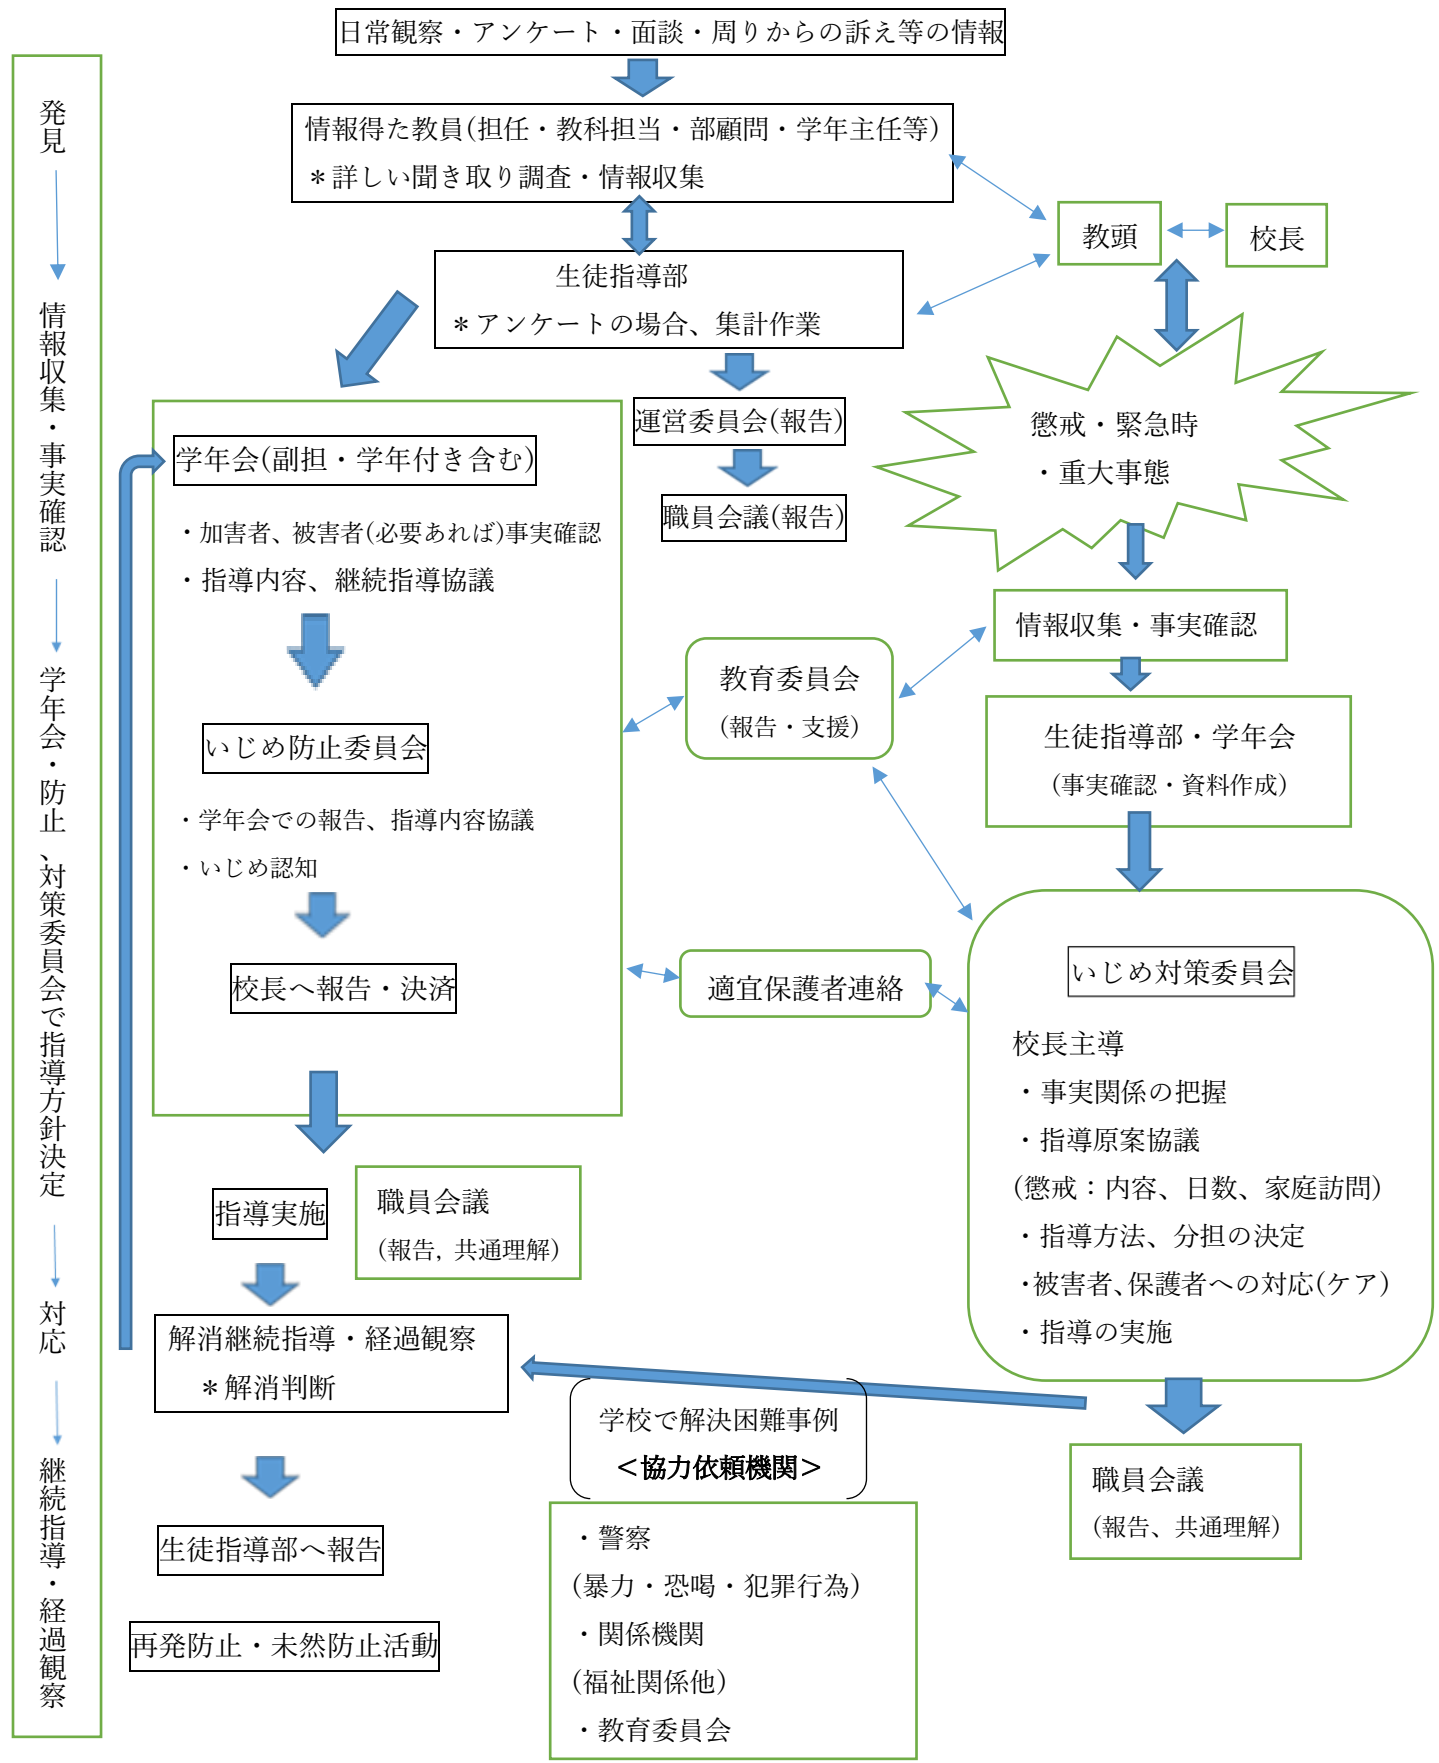 日常観察・アンケート・面談・周りからの訴え等の情報
発見
情報収集・事実確認
学年会・防止、対策委員会で指導方針決定
対応
継続指導・経過観察
情報得た教員(担任・教科担当・部顧問・学年主任等)
＊詳しい聞き取り調査・情報収集
教頭
校長
生徒指導部
＊アンケートの場合、集計作業
運営委員会(報告)
職員会議(報告)
懲戒・緊急時
・重大事態
学年会(副担・学年付き含む)
・加害者、被害者(必要あれば)事実確認
・指導内容、継続指導協議
いじめ防止委員会
・学年会での報告、指導内容協議
・いじめ認知
校長へ報告・決済
教育委員会
(報告・支援)
適宜保護者連絡
情報収集・事実確認
生徒指導部・学年会
(事実確認・資料作成)
いじめ対策委員会
校長主導
・事実関係の把握
・指導原案協議
(懲戒：内容、日数、家庭訪問)
・指導方法、分担の決定
・被害者、保護者への対応(ケア)
・指導の実施
指導実施
職員会議
(報告, 共通理解)
解消継続指導・経過観察
＊解消判断
生徒指導部へ報告
再発防止・未然防止活動
学校で解決困難事例
＜協力依頼機関＞
・警察
(暴力・恐喝・犯罪行為)
・関係機関
(福祉関係他)
・教育委員会
職員会議
(報告、共通理解)